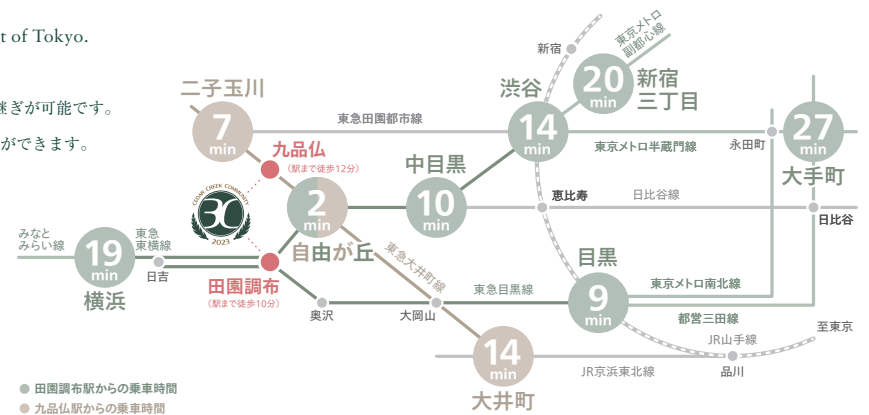 t of Tokyo.
継ぎが可能です。
ができます。
二子玉川
7
min
東急田園都市線
新宿
東京メトロ
副都心線
20
min
新宿
三丁目
渋谷
14
min
東京メトロ半蔵門線
永田町
27
min
大手町
九品仏
(駅まで徒歩12分)
CEDAR CREEK COMMUNITY
30
2023
2
min
自由が丘
中目黒
10
min
恵比寿
日比谷線
日比谷
みなと
みらい線
19
min
横浜
東急
東横線
日吉
田園調布
(駅まで徒歩10分)
東急大井町線
奥沢
大岡山
東急目黒線
目黒
9
min
東京メトロ南北線
都営三田線
至東京
JR山手線
品川
14
min
大井町
JR京浜東北線
田園調布駅からの乗車時間
九品仏駅からの乗車時間